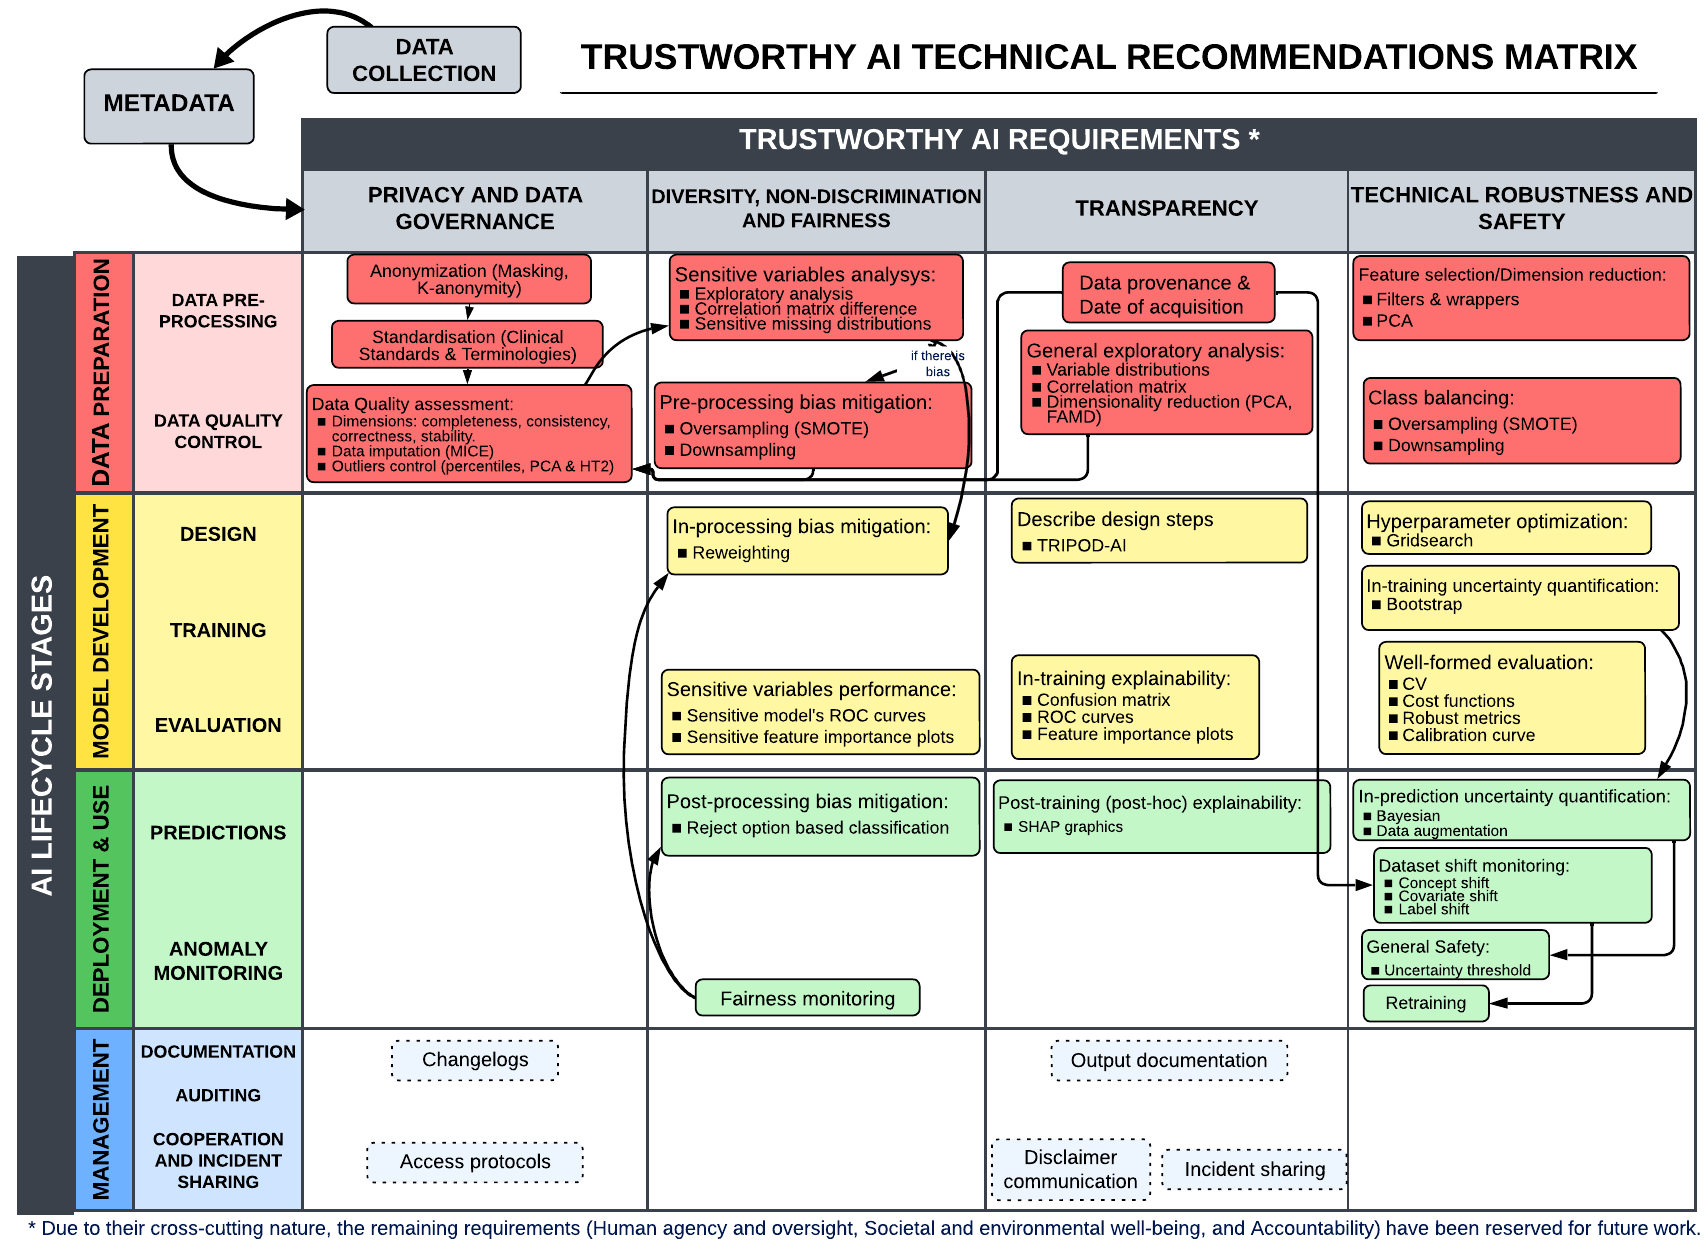 DATA
COLLECTION
METADATA
TRUSTWORTHY AI TECHNICAL RECOMMENDATIONS MATRIX
TRUSTWORTHY AI REQUIREMENTS *
PRIVACY AND DATA
GOVERNANCE
DIVERSITY, NON-DISCRIMINATION
AND FAIRNESS
TRANSPARENCY
TECHNICAL ROBUSTNESS AND
SAFETY
AI LIFECYCLE STAGES
DATA PREPARATION
DATA PRE-
PROCESSING
DATA QUALITY
CONTROL
Anonymization (Masking,
K-anonymity)
Standardisation (Clinical
Standards & Terminologies)
Data Quality assessment:
■ Dimensions: completeness, consistency,
correctness, stability.
■ Data imputation (MICE)
■ Outliers control (percentiles, PCA & HT2)
Sensitive variables analysys:
■ Exploratory analysis
■ Correlation matrix difference
■ Sensitive missing distributions
if there is
bias
Pre-processing bias mitigation:
■ Oversampling (SMOTE)
■ Downsampling
Data provenance &
Date of acquisition
General exploratory analysis:
■ Variable distributions
■ Correlation matrix
■ Dimensionality reduction (PCA,
FAMD)
Feature selection/Dimension reduction:
■ Filters & wrappers
■ PCA
Class balancing:
■ Oversampling (SMOTE)
■ Downsampling
MODEL DEVELOPMENT
DESIGN
TRAINING
EVALUATION
In-processing bias mitigation:
■ Reweighting
Sensitive variables performance:
■ Sensitive model's ROC curves
■ Sensitive feature importance plots
Describe design steps
■ TRIPOD-AI
In-training explainability:
■ Confusion matrix
■ ROC curves
■ Feature importance plots
Hyperparameter optimization:
■ Gridsearch
In-training uncertainty quantification:
■ Bootstrap
Well-formed evaluation:
■ CV
■ Cost functions
■ Robust metrics
■ Calibration curve
DEPLOYMENT & USE
PREDICTIONS
ANOMALY
MONITORING
Post-processing bias mitigation:
■ Reject option based classification
Fairness monitoring
Post-training (post-hoc) explainability:
■ SHAP graphics
In-prediction uncertainty quantification:
■ Bayesian
■ Data augmentation
Dataset shift monitoring:
■ Concept shift
■ Covariate shift
■ Label shift
General Safety:
■ Uncertainty threshold
Retraining
MANAGEMENT
DOCUMENTATION
AUDITING
COOPERATION
AND INCIDENT
SHARING
Changelogs
Access protocols
Output documentation
Disclaimer
communication
Incident sharing
* Due to their cross-cutting nature, the remaining requirements (Human agency and oversight, Societal and environmental well-being, and Accountability) have been reserved for future work.